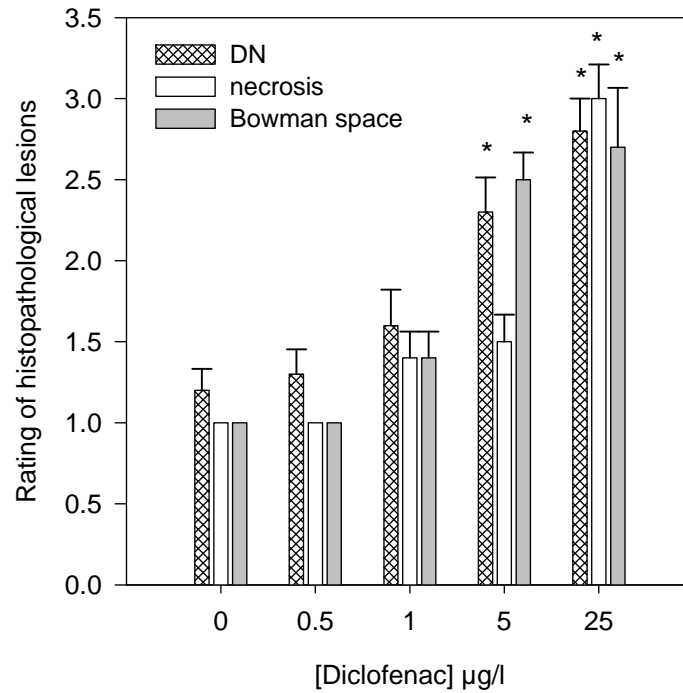 3.5
3.0
2.5
2.0
1.5
1.0
0.5
0.0
Rating of histopathological lesions
DN
necrosis
Bowman space
* *
* * * *
0 0.5 1 5 25
[Diclofenac] µg/l